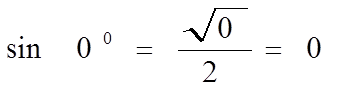 sin 0⁰ = √0/2 = 0